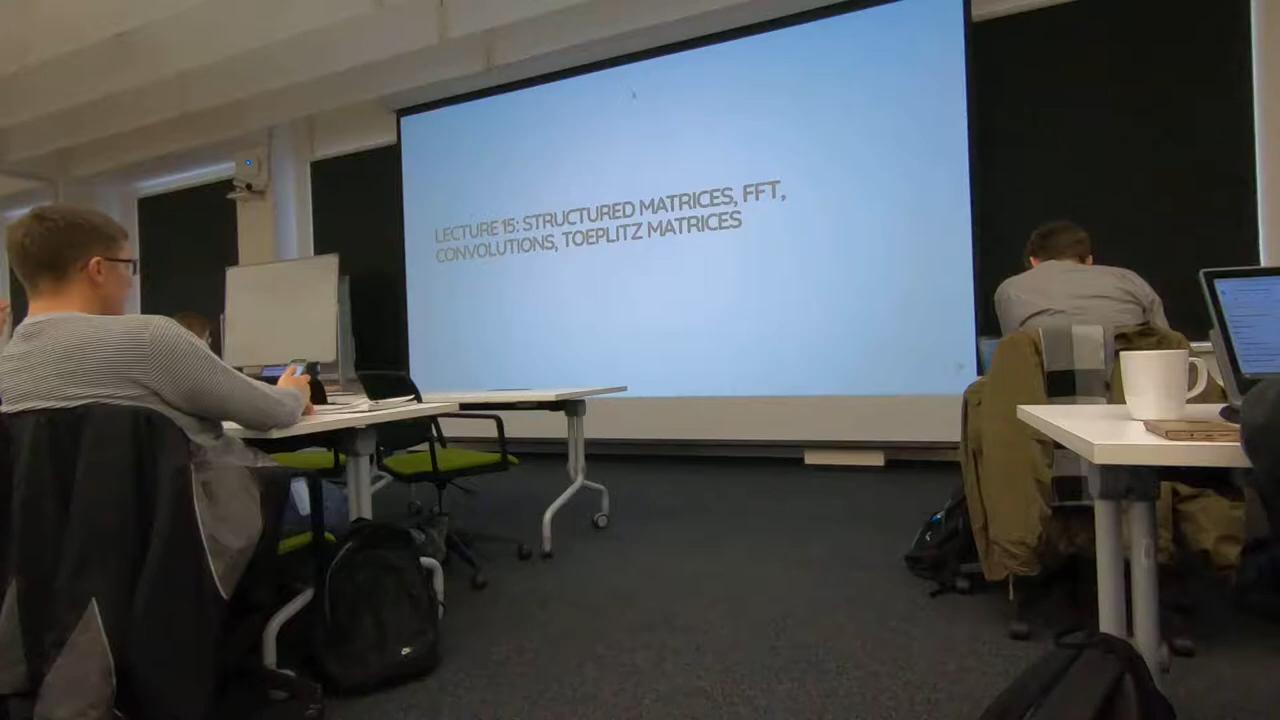 LECTURE 15: STRUCTURED MATRICES, FFT,
CONVOLUTIONS, TOEPLITZ MATRICES